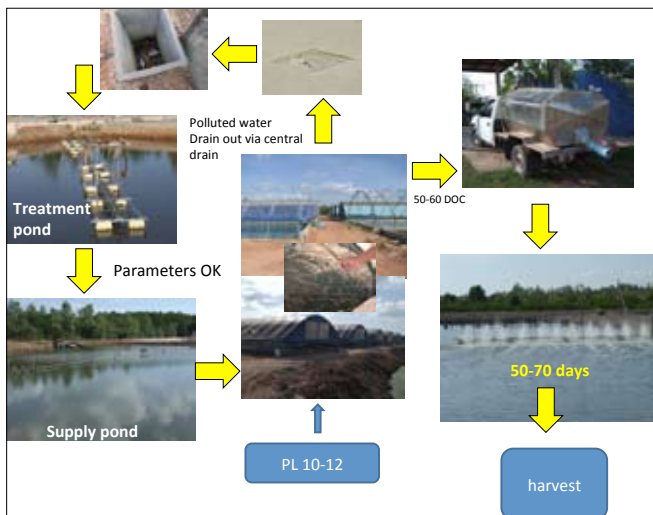 Polluted water
Drain out via central
drain
50-60 DOC
Treatment
pond
Parameters OK
50-70 days
Supply pond
PL 10-12
harvest